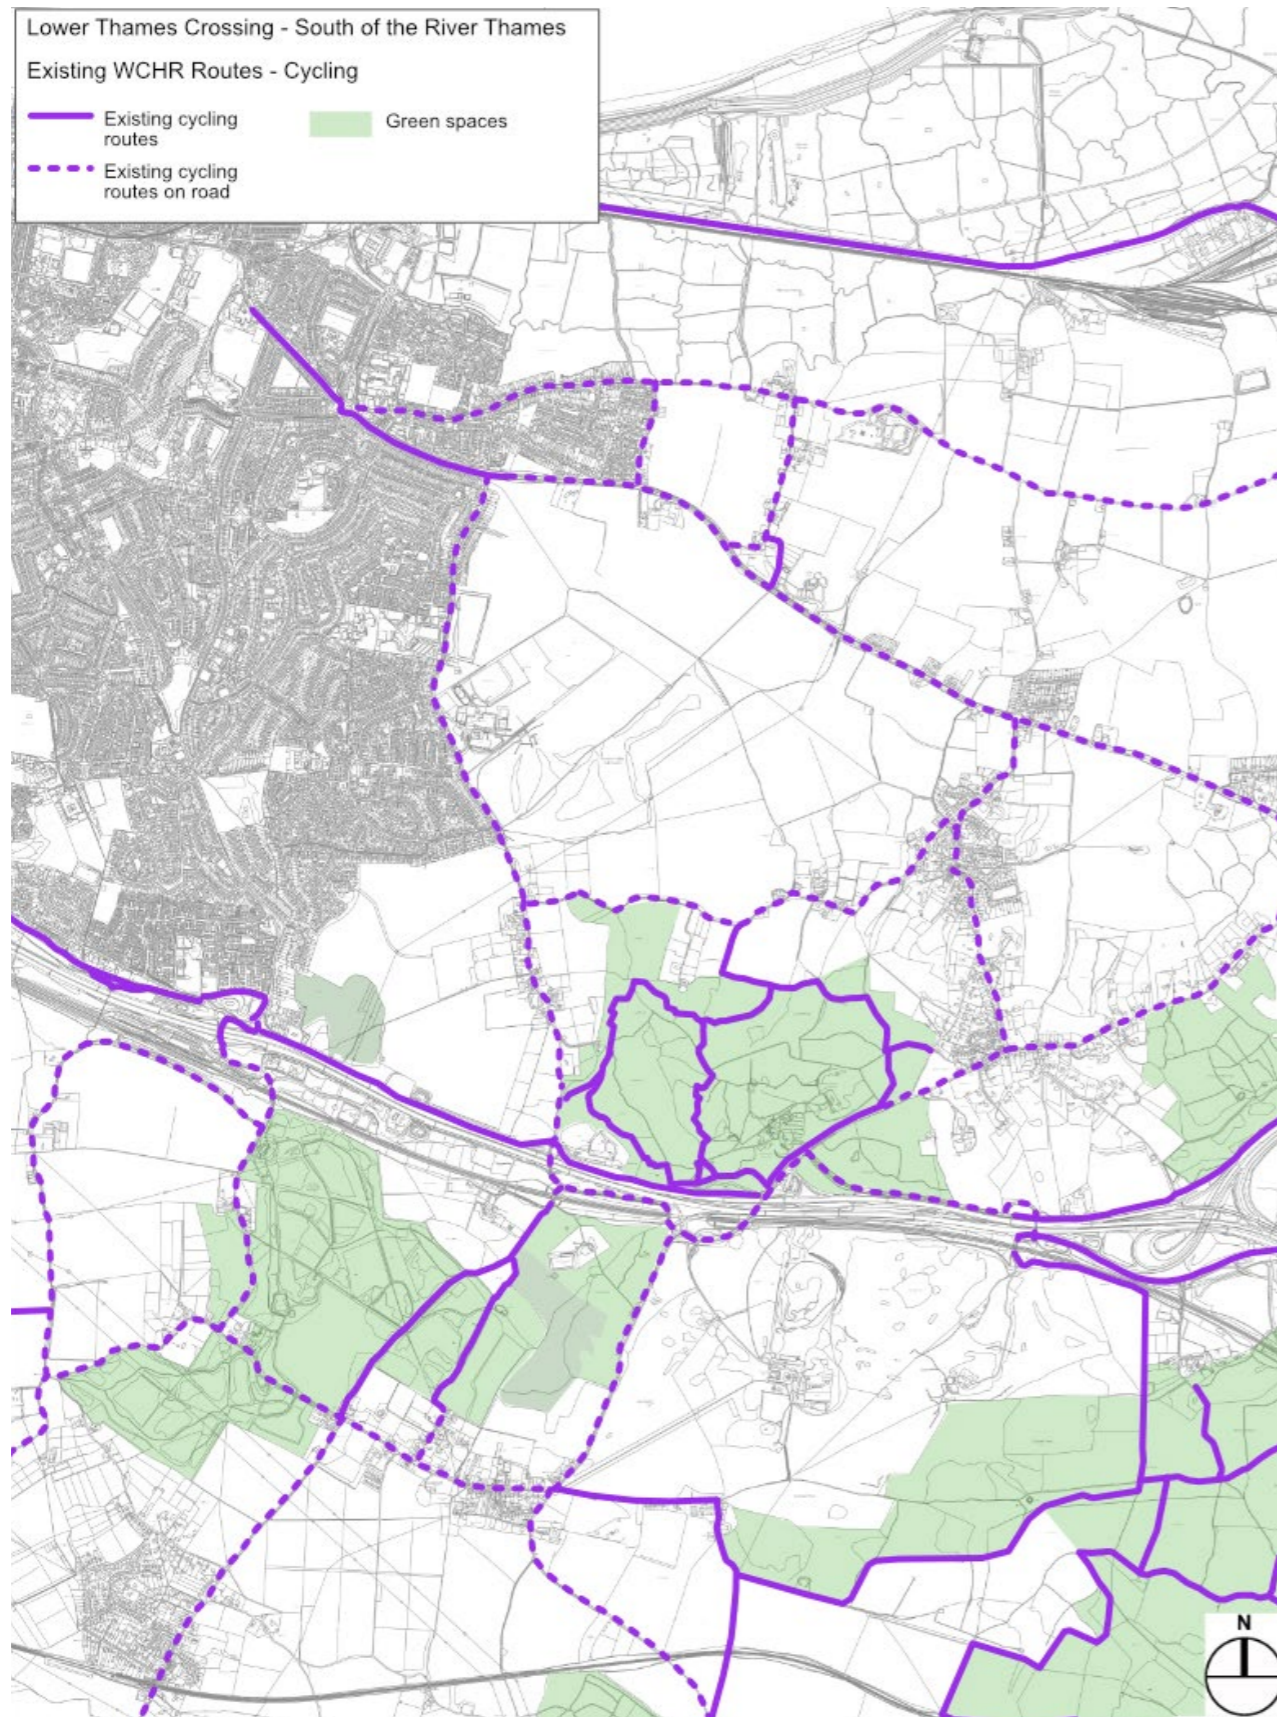 Lower Thames Crossing - South of the River Thames
Existing WCHR Routes - Cycling
Existing cycling
routes
Green spaces
Existing cycling
routes on road
N